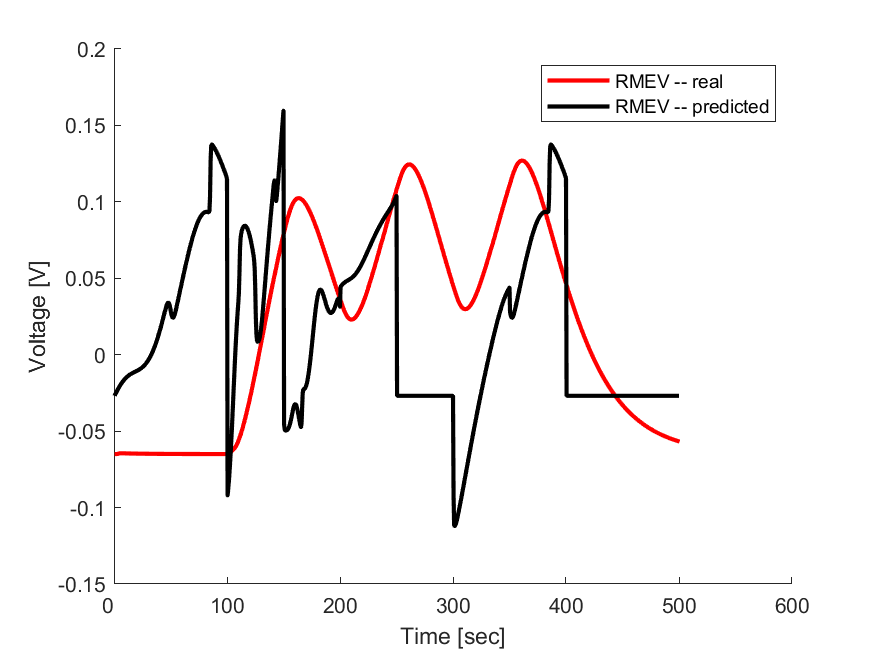 0.2
0.15
0.1
0.05
0
-0.05
-0.1
-0.15
Voltage [V]
RMEV -- real
RMEV -- predicted
0 100 200 300 400 500 600
Time [sec]